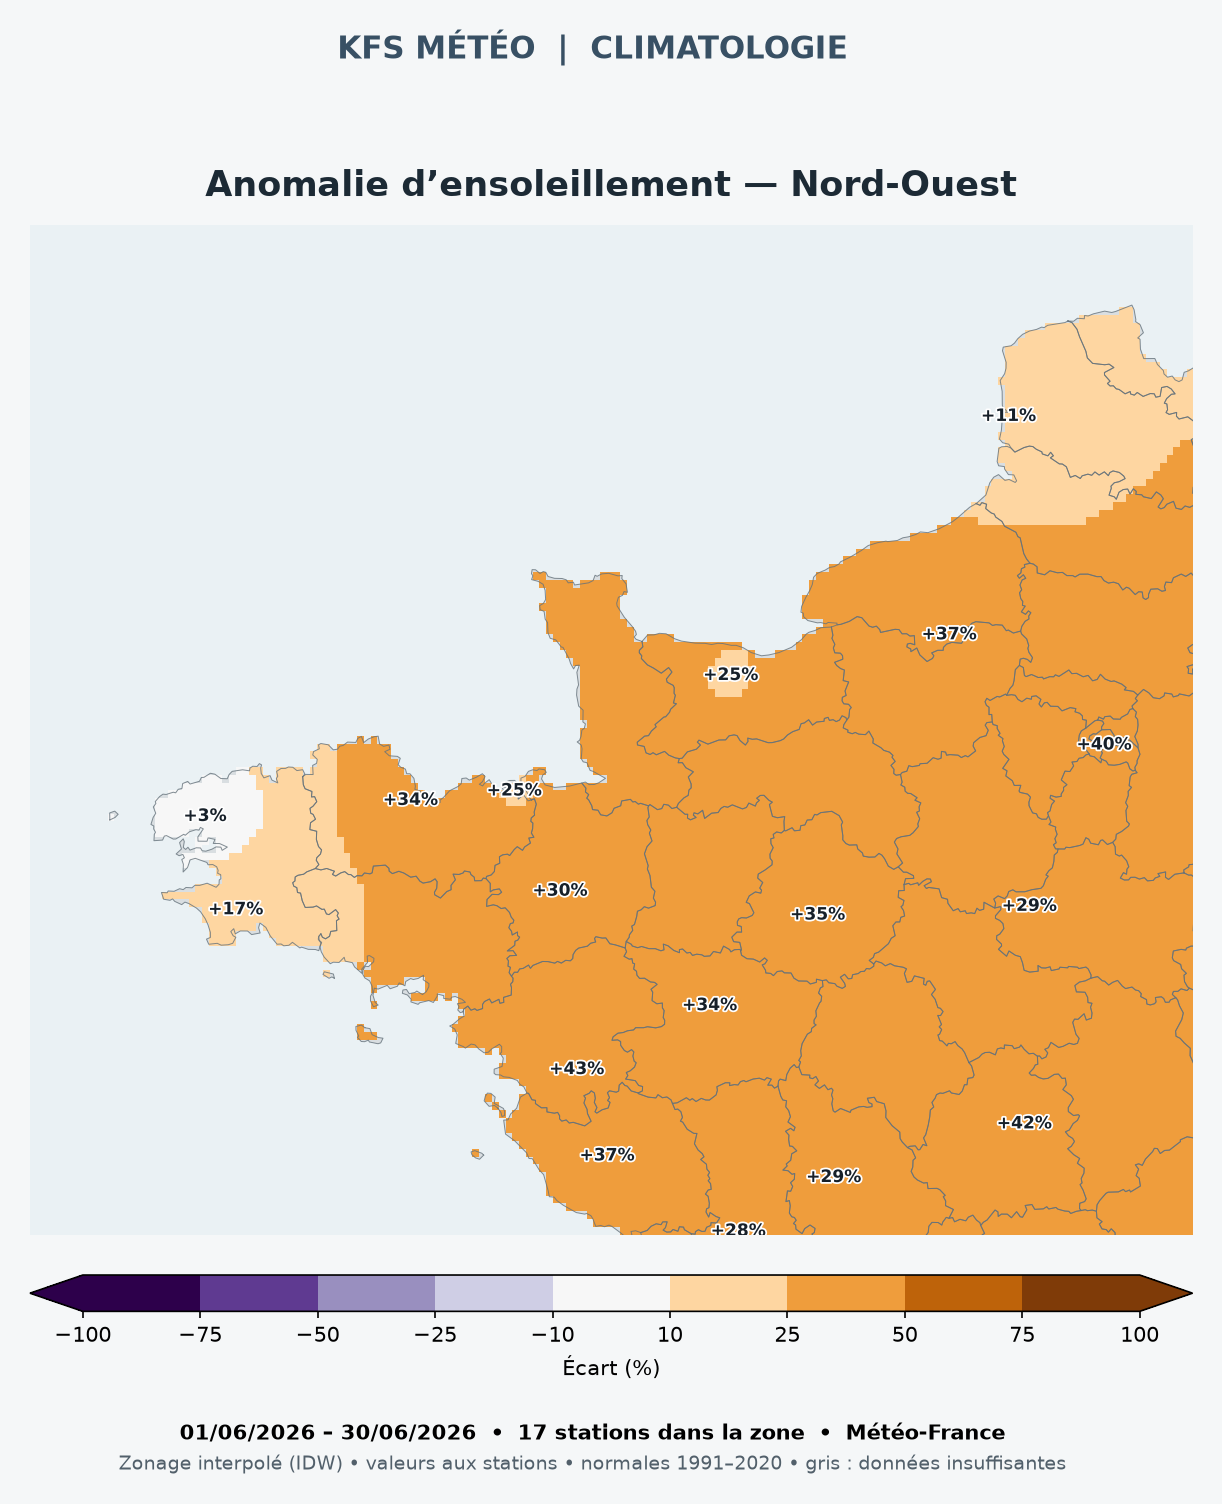 KFS MÉTÉO | CLIMATOLOGIE
Anomalie d’ensoleillement — Nord-Ouest
+11%
+37%
+25%
+40%
+25%
+34%
+3%
+30%
+29%
+17%
+35%
+34%
+43%
+42%
+37%
+29%
+28%
−100 −75 −50 −25 −10 10 25 50 75 100
Écart (%)
01/06/2026 – 30/06/2026 • 17 stations dans la zone • Météo-France
Zonage interpolé (IDW) • valeurs aux stations • normales 1991–2020 • gris : données insuffisantes